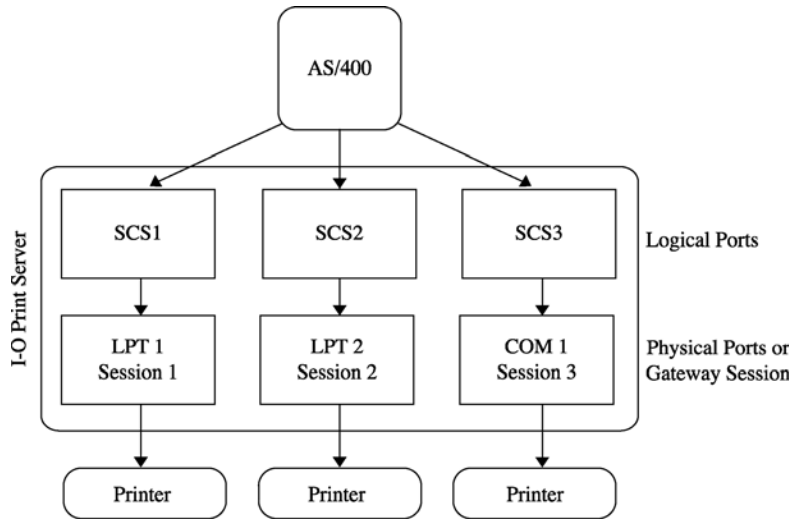 AS/400
I-O Print Server
SCS1
SCS2
SCS3
Logical Ports
LPT 1
Session 1
LPT 2
Session 2
COM 1
Session 3
Physical Ports or
Gateway Session
Printer
Printer
Printer